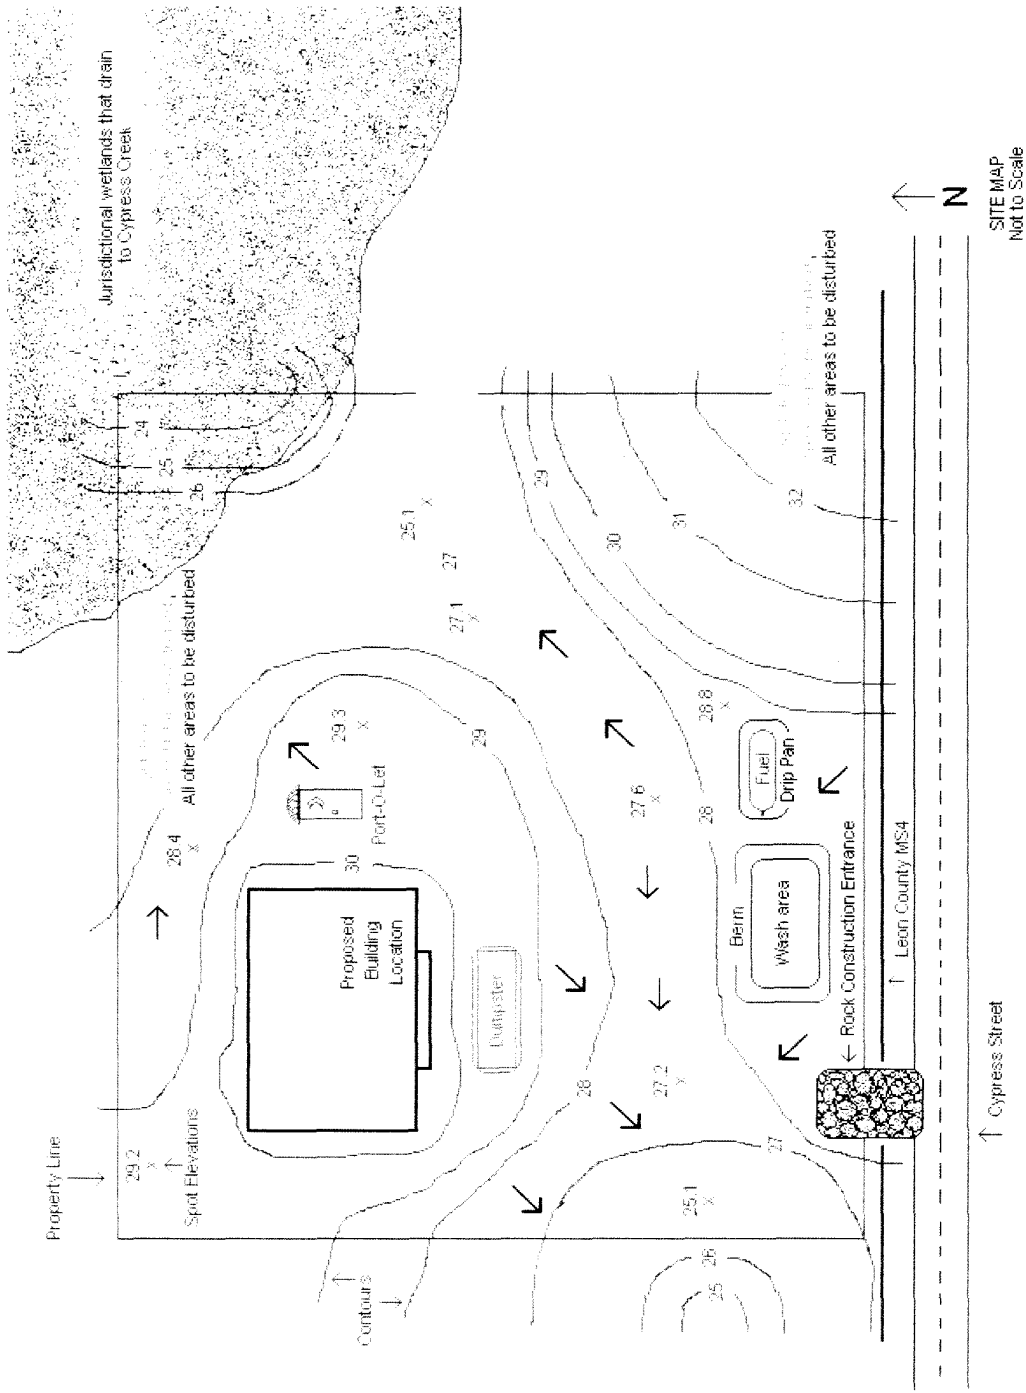 Jurisdictional wetlands that drain
to Cypress Creek
Property Line
29.2
x
Spot Elevations
28.4
x
All other areas to be disturbed
24
25
26
Contours
Proposed
Building
Location
30
Port-O-Let
29.3
x
29
Dumpster
28
27.1
x
27
25.1
x
27.2
x
27.6
x
28
28.8
x
29
30
31
32
25.1
x
26
25
27
Berm
Wash area
Fuel
Drip Pan
Rock Construction Entrance
All other areas to be disturbed
Leon County MS4
Cypress Street
N
SITE MAP
Not to Scale